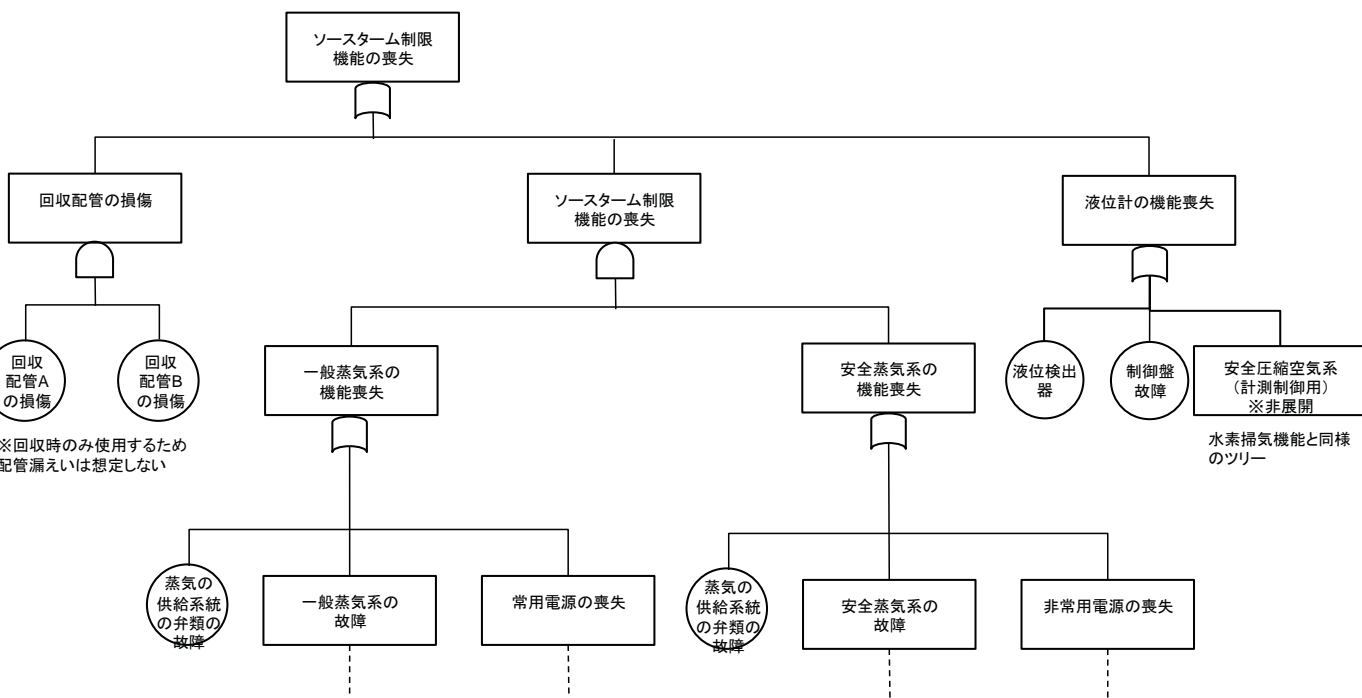 ソースターム制限
機能の喪失
回収配管の損傷
ソースターム制限
機能の喪失
液位計の機能喪失
回収
配管A
の損傷
回収
配管B
の損傷
※回収時のみ使用するため
配管漏えいは想定しない
一般蒸気系の
機能喪失
安全蒸気系の
機能喪失
液位検出
器
制御盤
故障
安全圧縮空気系
(計測制御用)
※非展開
水素掃気機能と同様
のツリー
蒸気の
供給系統
の弁類の
故障
一般蒸気系の
故障
常用電源の喪失
蒸気の
供給系統
の弁類の
故障
安全蒸気系の
故障
非常用電源の喪失